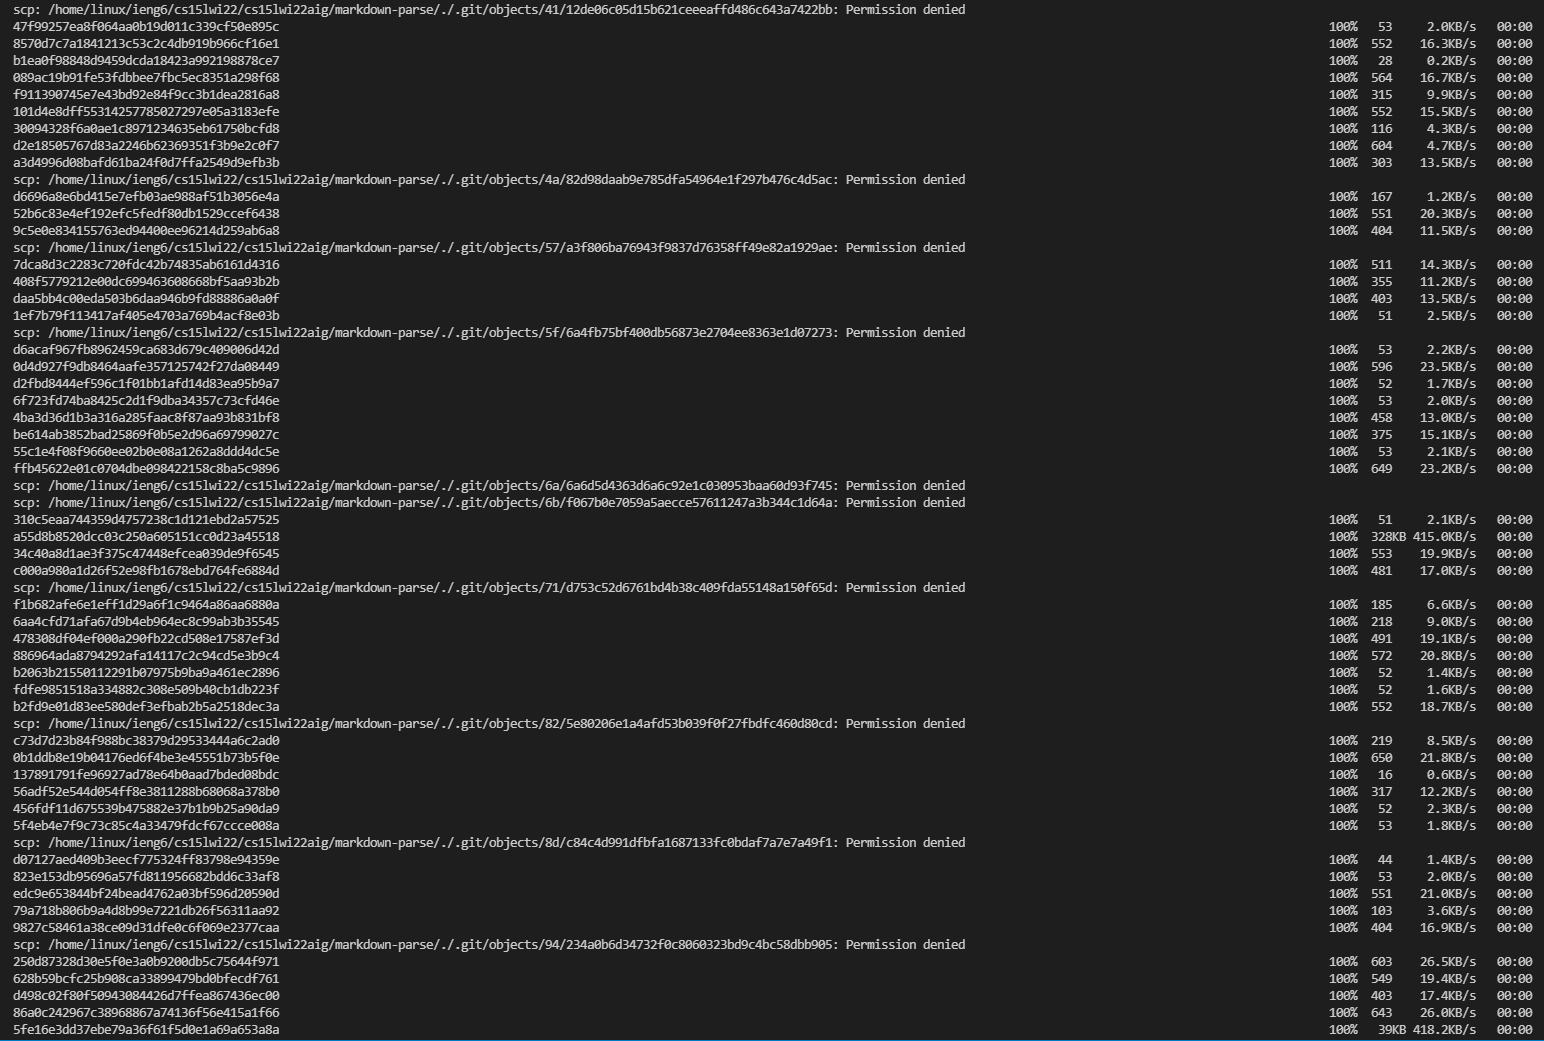 scp: /home/linux/ieng6/cs15lwi22/cs15lwi22aig/markdown-parse/./.git/objects/41/12de06c05d15b621ceeeaffd486c643a7422bb: Permission denied
47f99257ea8f064aa0b19d011c339cf50e895c 100% 53 2.0KB/s 00:00
8570d7c7a1841213c53c2c4db919b966cf16e1 100% 552 16.3KB/s 00:00
b1ea0f98848d9459dcda18423a992198878ce7 100% 28 0.2KB/s 00:00
089ac19b91fe53fdbbee7fbc5ec8351a298f68 100% 564 16.7KB/s 00:00
f911390745e7e43bd92e84f9cc3b1dea2816a8 100% 315 9.9KB/s 00:00
101d4e8dff55314257785027297e05a3183efe 100% 552 15.5KB/s 00:00
30094328f6a0ae1c8971234635eb61750bcfd8 100% 116 4.3KB/s 00:00
d2e18505767d83a2246b62369351f3b9e2c0f7 100% 604 4.7KB/s 00:00
a3d4996d08bafd61ba24f0d7ffa2549d9efb3b 100% 303 13.5KB/s 00:00
scp: /home/linux/ieng6/cs15lwi22/cs15lwi22aig/markdown-parse/./.git/objects/4a/82d98daab9e785dfa54964e1f297b476c4d5ac: Permission denied
d6696a8e6bd415e7efb03ae988af51b3056e4a 100% 167 1.2KB/s 00:00
52b6c83e4ef192efc5fedf80db1529ccef6438 100% 551 20.3KB/s 00:00
9c5e0e834155763ed94400ee96214d259ab6a8 100% 404 11.5KB/s 00:00
scp: /home/linux/ieng6/cs15lwi22/cs15lwi22aig/markdown-parse/./.git/objects/57/a3f806ba76943f9837d76358ff49e82a1929ae: Permission denied
7dca8d3c2283c720fdc42b74835ab6161d4316 100% 511 14.3KB/s 00:00
408f5779212e00dc699463608668bf5aa93b2b 100% 355 11.2KB/s 00:00
daa5bb4c00eda503b6daa946b9fd88886a0a0f 100% 403 13.5KB/s 00:00
1ef7b79f113417af405e4703a769b4acf8e03b 100% 51 2.5KB/s 00:00
scp: /home/linux/ieng6/cs15lwi22/cs15lwi22aig/markdown-parse/./.git/objects/5f/6a4fb75bf400db56873e2704ee8363e1d07273: Permission denied
d6acaf967fb8962459ca683d679c409006d42d 100% 53 2.2KB/s 00:00
0d4d927f9db8464aafe357125742f27da08449 100% 596 23.5KB/s 00:00
d2fbd8444ef596c1f01bb1afd14d83ea95b9a7 100% 52 1.7KB/s 00:00
6f723fd74ba8425c2d1f9dba34357c73cfd46e 100% 53 2.0KB/s 00:00
4ba3d36d1b3a316a285faac8f87aa93b831bf8 100% 458 13.0KB/s 00:00
be614ab3852bad25869f0b5e2d96a69799027c 100% 375 15.1KB/s 00:00
55c1e4f08f9660ee02b0e08a1262a8ddd4dc5e 100% 53 2.1KB/s 00:00
ffb45622e01c0704dbe098422158c8ba5c9896 100% 649 23.2KB/s 00:00
scp: /home/linux/ieng6/cs15lwi22/cs15lwi22aig/markdown-parse/./.git/objects/6a/6a6d5d4363d6a6c92e1c030953baa60d93f745: Permission denied
scp: /home/linux/ieng6/cs15lwi22/cs15lwi22aig/markdown-parse/./.git/objects/6b/f067b0e7059a5aecce57611247a3b344c1d64a: Permission denied
310c5eaa744359d4757238c1d121ebd2a57525 100% 51 2.1KB/s 00:00
a55d8b8520dcc03c250a605151cc0d23a45518 100% 328KB 415.0KB/s 00:00
34c40a8d1ae3f375c47448efcea039de9f6545 100% 553 19.9KB/s 00:00
c000a980a1d26f52e98fb1678ebd764fe6884d 100% 481 17.0KB/s 00:00
scp: /home/linux/ieng6/cs15lwi22/cs15lwi22aig/markdown-parse/./.git/objects/71/d753c52d6761bd4b38c409fda55148a150f65d: Permission denied
f1b682afe6e1eff1d29a6f1c9464a86aa6880a 100% 185 6.6KB/s 00:00
6aa4cfd71afa67d9b4eb964ec8c99ab3b35545 100% 218 9.0KB/s 00:00
478308df04ef000a290fb22cd508e17587ef3d 100% 491 19.1KB/s 00:00
886964ada8794292afa14117c2c94cd5e3b9c4 100% 572 20.8KB/s 00:00
b2063b21550112291b07975b9ba9a461ec2896 100% 52 1.4KB/s 00:00
fdfe9851518a334882c308e509b40cb1db223f 100% 52 1.6KB/s 00:00
b2fd9e01d83ee580def3efbab2b5a2518dec3a 100% 552 18.7KB/s 00:00
scp: /home/linux/ieng6/cs15lwi22/cs15lwi22aig/markdown-parse/./.git/objects/82/5e80206e1a4afd53b039f0f27fbdfc460d80cd: Permission denied
c73d7d23b84f988bc38379d29533444a6c2ad0 100% 219 8.5KB/s 00:00
0b1ddb8e19b04176ed6f4be3e45551b73b5f0e 100% 650 21.8KB/s 00:00
137891791fe96927ad78e64b0aad7bded08bdc 100% 16 0.6KB/s 00:00
56adf52e544d054ff8e3811288b68068a378b0 100% 317 12.2KB/s 00:00
456fdf11d675539b475882e37b1b9b25a90da9 100% 52 2.3KB/s 00:00
5f4eb4e7f9c73c85c4a33479fdcf67ccce008a 100% 53 1.8KB/s 00:00
scp: /home/linux/ieng6/cs15lwi22/cs15lwi22aig/markdown-parse/./.git/objects/8d/c84c4d991dfbfa1687133fc0bdaf7a7e7a49f1: Permission denied
d07127aed409b3eecf775324ff83798e94359e 100% 44 1.4KB/s 00:00
823e153db95696a57fd811956682bdd6c33af8 100% 53 2.0KB/s 00:00
edc9e653844bf24bead4762a03bf596d20590d 100% 551 21.0KB/s 00:00
79a718b806b9a4d8b99e7221db26f56311aa92 100% 103 3.6KB/s 00:00
9827c58461a38ce09d31dfe0c6f069e2377caa 100% 404 16.9KB/s 00:00
scp: /home/linux/ieng6/cs15lwi22/cs15lwi22aig/markdown-parse/./.git/objects/94/234a0b6d34732f0c8060323bd9c4bc58dbb905: Permission denied
250d87328d30e5f0e3a0b9200db5c75644f971 100% 603 26.5KB/s 00:00
628b59bcfc25b908ca33899479bd0bfecdf761 100% 549 19.4KB/s 00:00
d498c02f80f50943084426d7ffea867436ec00 100% 403 17.4KB/s 00:00
86a0c242967c38968867a74136f56e415a1f66 100% 643 26.0KB/s 00:00
5fe16e3dd37ebe79a36f61f5d0e1a69a653a8a 100% 39KB 418.2KB/s 00:00